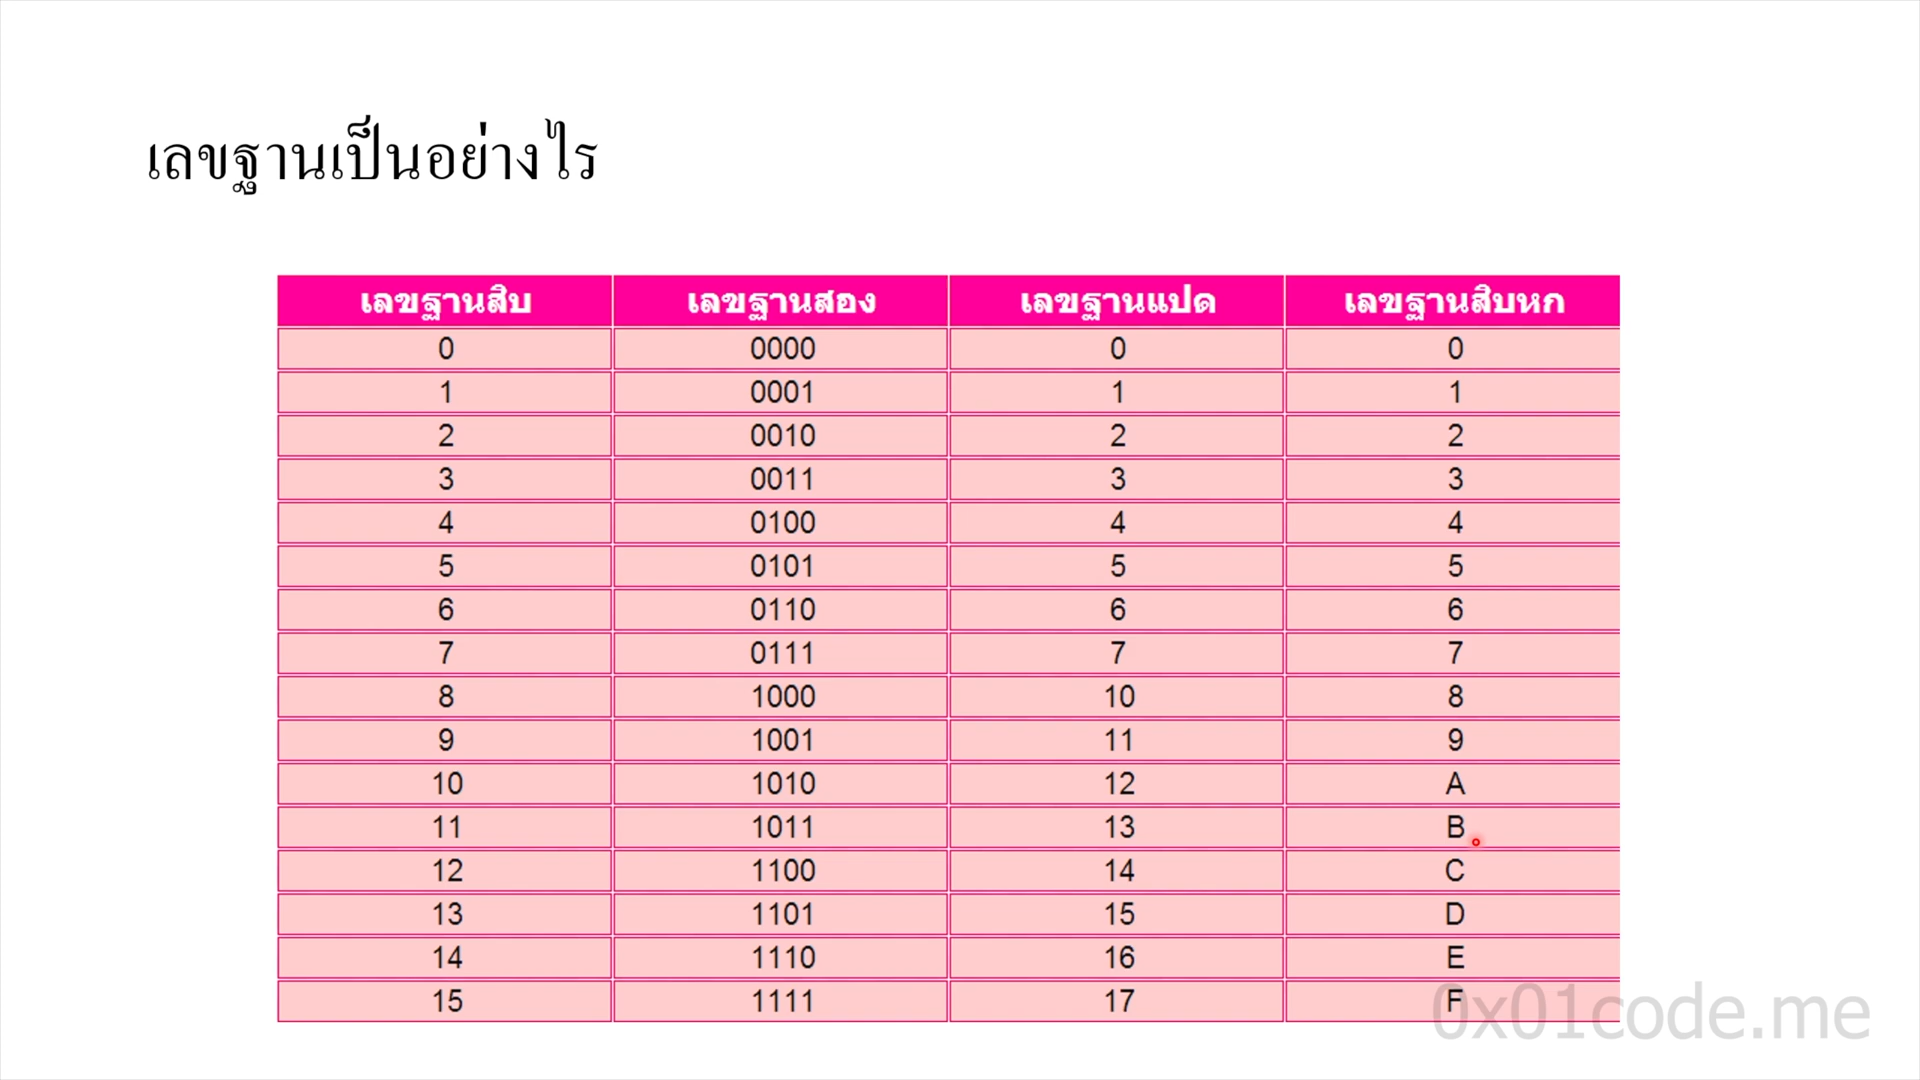 เลขฐานเป็นอย่างไร
เลขฐานสิบ เลขฐานสอง เลขฐานแปด เลขฐานสิบหก
0 0000 0 0
1 0001 1 1
2 0010 2 2
3 0011 3 3
4 0100 4 4
5 0101 5 5
6 0110 6 6
7 0111 7 7
8 1000 10 8
9 1001 11 9
10 1010 12 A
11 1011 13 B
12 1100 14 C
13 1101 15 D
14 1110 16 E
15 1111 17 F
0x01code.me